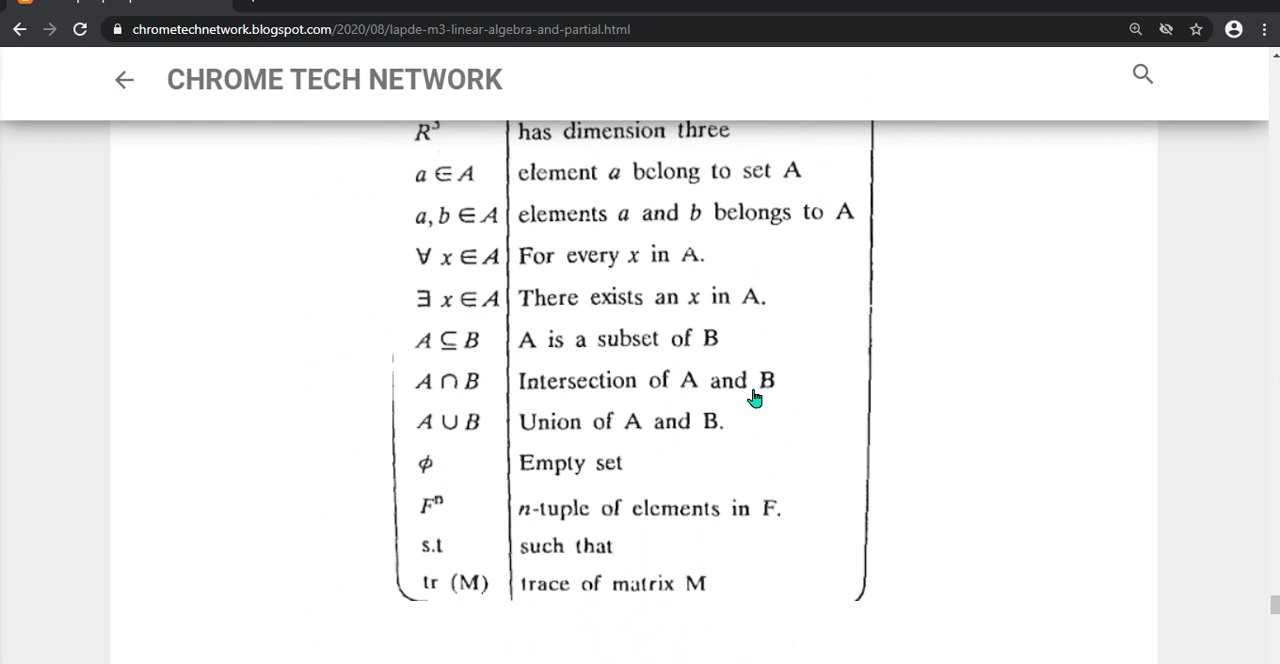 chrometechnetwork.blogspot.com/2020/08/lapde-m3-linear-algebra-and-partial.html
CHROME TECH NETWORK
R³ has dimension three
a ∈ A element a belong to set A
a, b ∈ A elements a and b belongs to A
∀ x ∈ A For every x in A.
∃ x ∈ A There exists an x in A.
A ⊆ B A is a subset of B
A ∩ B Intersection of A and B
A ∪ B Union of A and B.
ϕ Empty set
Fⁿ n-tuple of elements in F.
s.t such that
tr (M) trace of matrix M